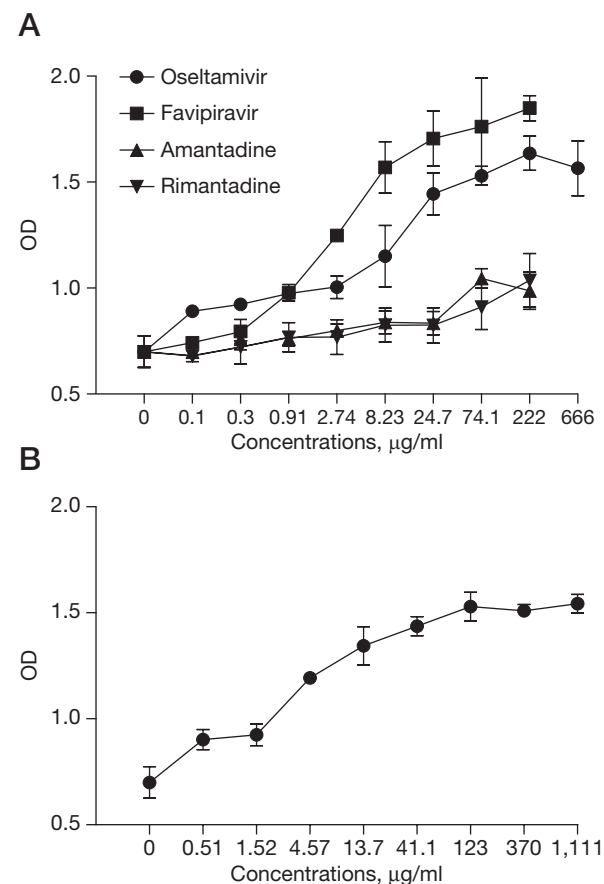 A
2.0
1.5
1.0
0.5
OD
Oseltamivir
Favipiravir
Amantadine
Rimantadine
0 0.1 0.3 0.91 2.74 8.23 24.7 74.1 222 666
Concentrations, μg/ml
B
2.0
1.5
1.0
0.5
OD
0 0.51 1.52 4.57 13.7 41.1 123 370 1,111
Concentrations, μg/ml